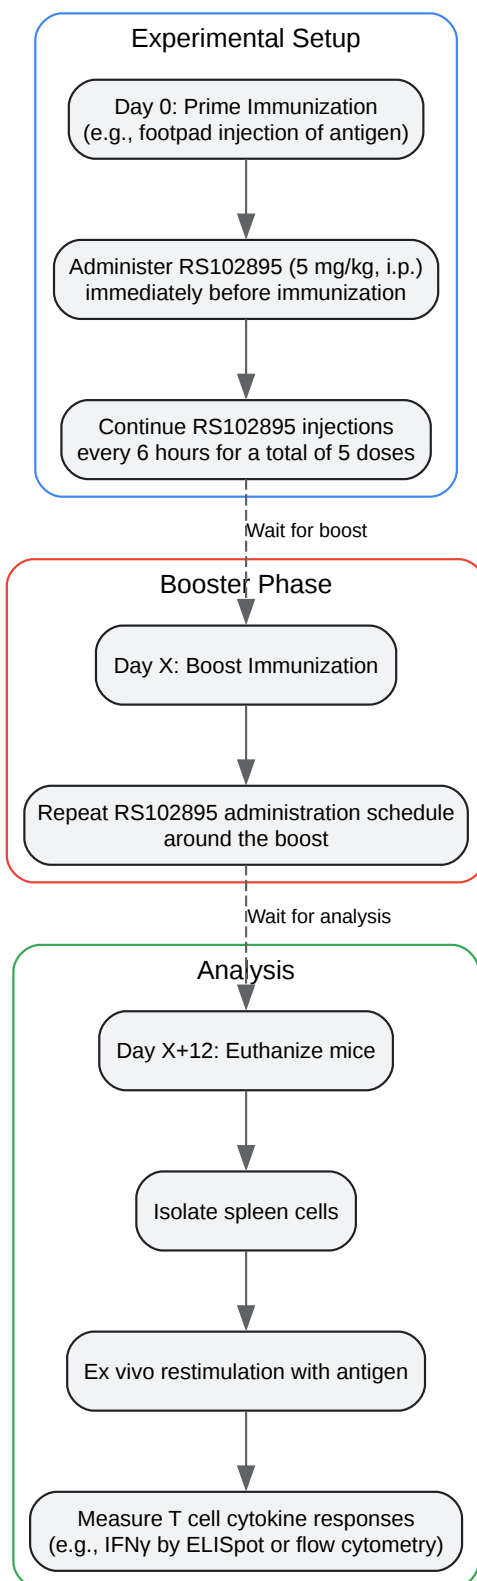 Experimental Setup
Day 0: Prime Immunization
(e.g., footpad injection of antigen)
Administer RS102895 (5 mg/kg, i.p.)
immediately before immunization
Continue RS102895 injections
every 6 hours for a total of 5 doses
Wait for boost
Booster Phase
Day X: Boost Immunization
Repeat RS102895 administration schedule
around the boost
Wait for analysis
Analysis
Day X+12: Euthanize mice
Isolate spleen cells
Ex vivo restimulation with antigen
Measure T cell cytokine responses
(e.g., IFNγ by ELISpot or flow cytometry)